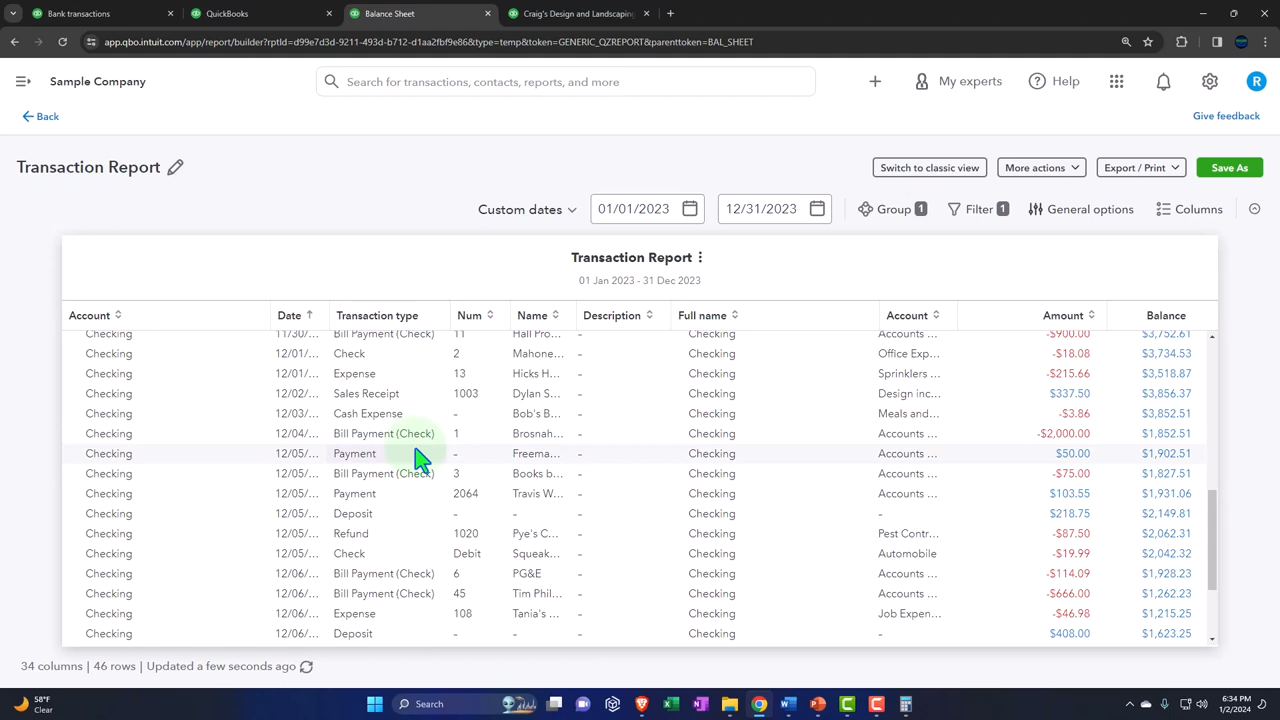 Bank transactions
QuickBooks
Balance Sheet
Craig's Design and Landscaping
app.qbo.intuit.com/app/report/builder?rptId=d99e7d3d-9211-493d-b712-d1aa2fbf9e86&type=temp&token=GENERIC_QZREPORT&parenttoken=BAL_SHEET
Sample Company
Search for transactions, contacts, reports, and more
My experts
Help
R
Back
Give feedback
Transaction Report
Switch to classic view
More actions
Export / Print
Save As
Custom dates 01/01/2023 12/31/2023 Group 1 Filter 1 General options Columns
Transaction Report
01 Jan 2023 - 31 Dec 2023
Account Date Transaction type Num Name Description Full name Account Amount Balance
Checking 11/30/... Bill Payment (Check) 11 Hall Pro... – Checking Accounts ... -$900.00 $3,752.61
Checking 12/01/... Check 2 Mahone... – Checking Office Exp... -$18.08 $3,734.53
Checking 12/01/... Expense 13 Hicks H... – Checking Sprinklers ... -$215.66 $3,518.87
Checking 12/02/... Sales Receipt 1003 Dylan S... – Checking Design inc... $337.50 $3,856.37
Checking 12/03/... Cash Expense – Bob's B... – Checking Meals and... -$3.86 $3,852.51
Checking 12/04/... Bill Payment (Check) 1 Brosnah... – Checking Accounts ... -$2,000.00 $1,852.51
Checking 12/05/... Payment – Freema... – Checking Accounts ... $50.00 $1,902.51
Checking 12/05/... Bill Payment (Check) 3 Books b... – Checking Accounts ... -$75.00 $1,827.51
Checking 12/05/... Payment 2064 Travis W... – Checking Accounts ... $103.55 $1,931.06
Checking 12/05/... Deposit – – – Checking – $218.75 $2,149.81
Checking 12/05/... Refund 1020 Pye's C... – Checking Pest Contr... -$87.50 $2,062.31
Checking 12/05/... Check Debit Squeak... – Checking Automobile -$19.99 $2,042.32
Checking 12/06/... Bill Payment (Check) 6 PG&E – Checking Accounts ... -$114.09 $1,928.23
Checking 12/06/... Bill Payment (Check) 45 Tim Phil... – Checking Accounts ... -$666.00 $1,262.23
Checking 12/06/... Expense 108 Tania's ... – Checking Job Expen... -$46.98 $1,215.25
Checking 12/06/... Deposit – – – Checking – $408.00 $1,623.25
34 columns | 46 rows | Updated a few seconds ago
58°F
Clear
Search
6:34 PM
1/2/2024